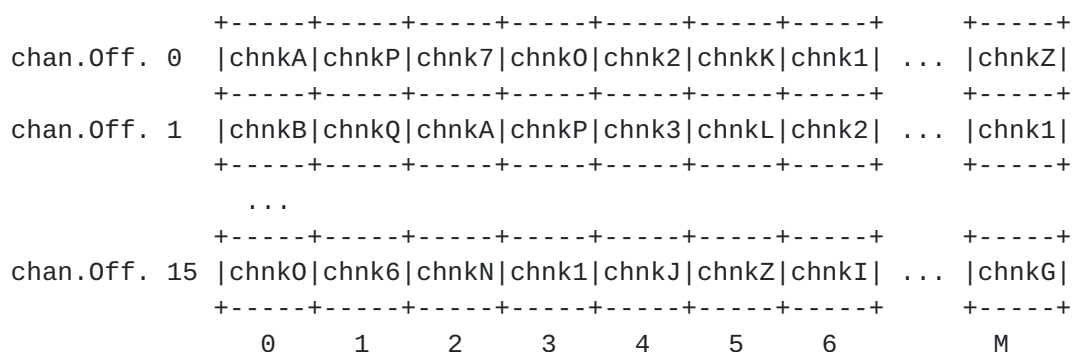 +-----+-----+-----+-----+-----+-----+-----+     +-----+
chan.Off. 0  |chnkA|chnkP|chnk7|chnkO|chnk2|chnkK|chnk1| ... |chnkZ|
+-----+-----+-----+-----+-----+-----+-----+     +-----+
chan.Off. 1  |chnkB|chnkQ|chnkA|chnkP|chnk3|chnkL|chnk2| ... |chnk1|
+-----+-----+-----+-----+-----+-----+-----+     +-----+
...
+-----+-----+-----+-----+-----+-----+-----+     +-----+
chan.Off. 15 |chnkO|chnk6|chnkN|chnk1|chnkJ|chnkZ|chnkI| ... |chnkG|
+-----+-----+-----+-----+-----+-----+-----+     +-----+
0     1     2     3     4     5     6          M